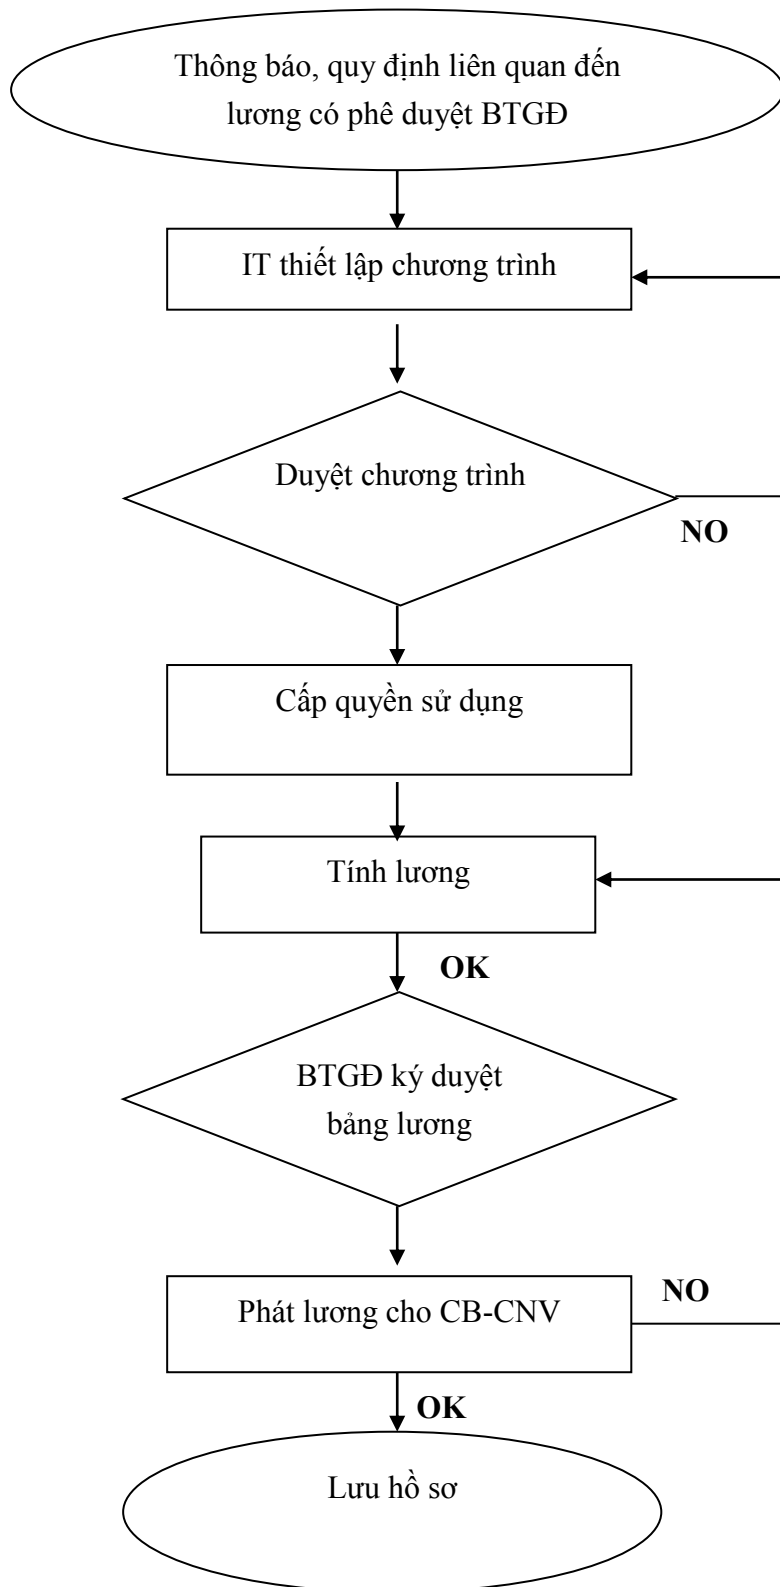 Thông báo, quy định liên quan đến
lương có phê duyệt BTGĐ
IT thiết lập chương trình
Duyệt chương trình
NO
Cấp quyền sử dụng
Tính lương
OK
BTGĐ ký duyệt
bảng lương
Phát lương cho CB-CNV
NO
OK
Lưu hồ sơ